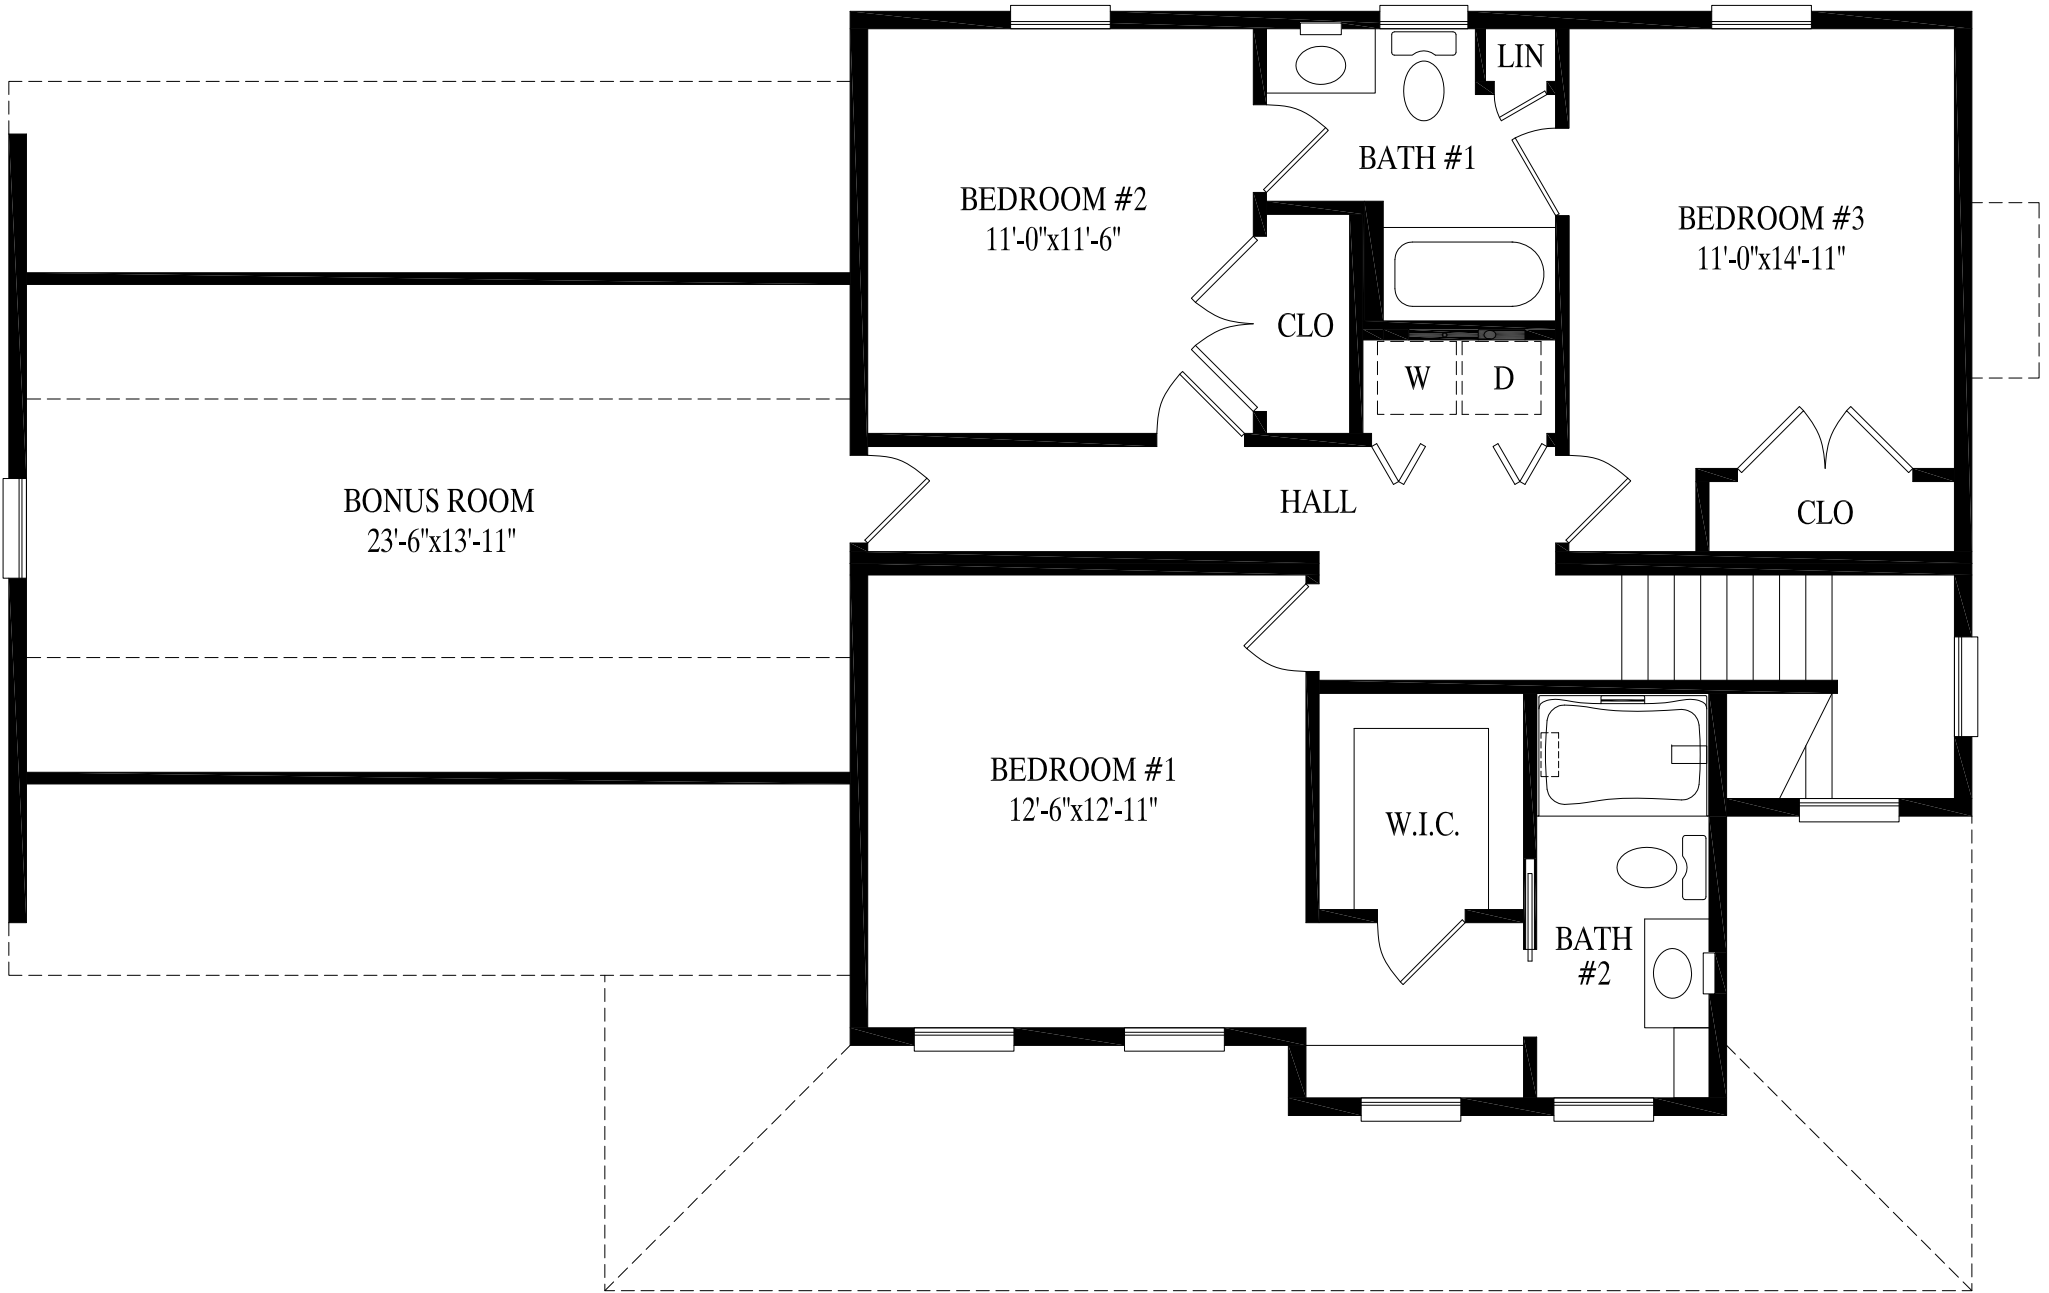 LIN
BATH #1
BEDROOM #2
11'-0"x11'-6"
BEDROOM #3
11'-0"x14'-11"
CLO
W
D
BONUS ROOM
23'-6"x13'-11"
HALL
CLO
BEDROOM #1
12'-6"x12'-11"
W.I.C.
BATH
#2